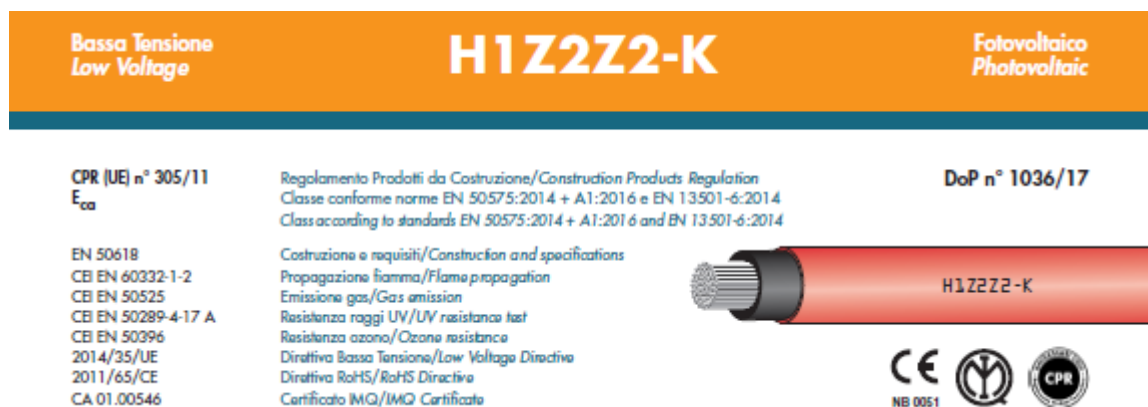 Bassa Tensione
Low Voltage
H1Z2Z2-K
Fotovoltaico
Photovoltaic
CPR (UE) n° 305/11
Eca
Regolamento Prodotti da Costruzione/Construction Products Regulation
Classe conforme norme EN 50575:2014 + A1:2016 e EN 13501-6:2014
Class according to standards EN 50575:2014 + A1:2016 and EN 13501-6:2014
DoP n° 1036/17
EN 50618 Costruzione e requisiti/Construction and specifications
CEI EN 60332-1-2 Propagazione fiamma/Flame propagation
CEI EN 50525 Emissione gas/Gas emission
CEI EN 50289-4-17 A Resistenza raggi UV/UV resistance test
CEI EN 50396 Resistenza ozono/Ozone resistance
2014/35/UE Direttiva Bassa Tensione/Low Voltage Directive
2011/65/CE Direttiva RoHS/RoHS Directive
CA 01.00546 Certificato IMQ/IMQ Certificate
H1Z2Z2-K
CE
NB 0051
CPR